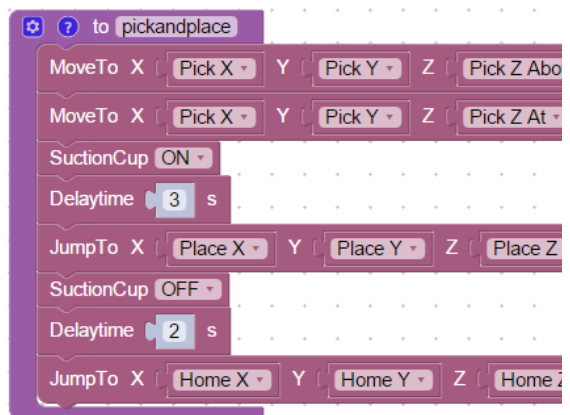 to pickandplace
MoveTo X Pick X Y Pick Y Z Pick Z
MoveTo X Pick X Y Pick Y Z Pick Z At
SuctionCup ON
Delaytime 3 s
JumpTo X Place X Y Place Y Z Place Z
SuctionCup OFF
Delaytime 2 s
JumpTo X Home X Y Home Y Z Home